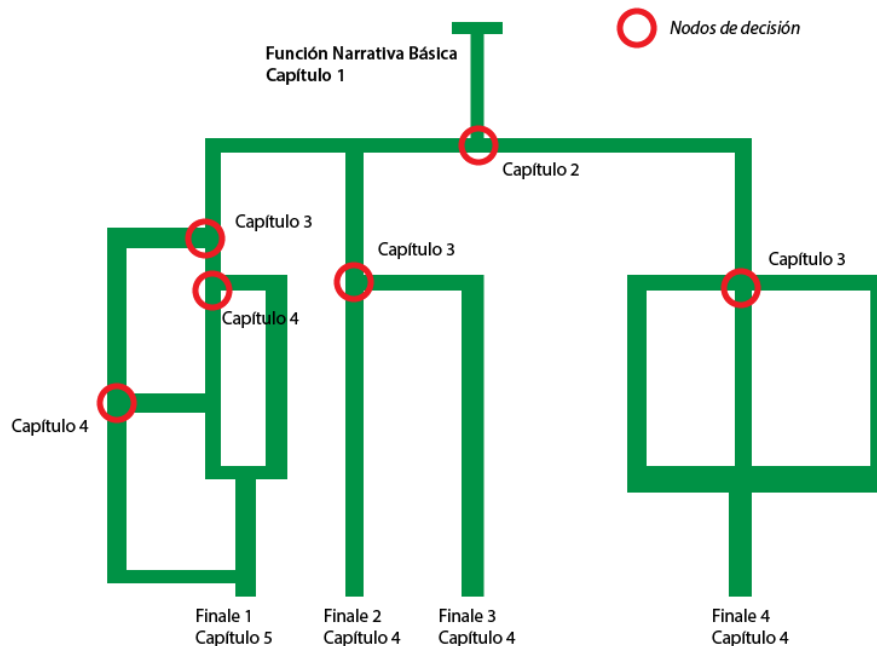 Nodos de decisión
Función Narrativa Básica
Capítulo 1
Capítulo 2
Capítulo 3
Capítulo 3
Capítulo 3
Capítulo 4
Capítulo 4
Finale 1
Capítulo 5
Finale 2
Capítulo 4
Finale 3
Capítulo 4
Finale 4
Capítulo 4